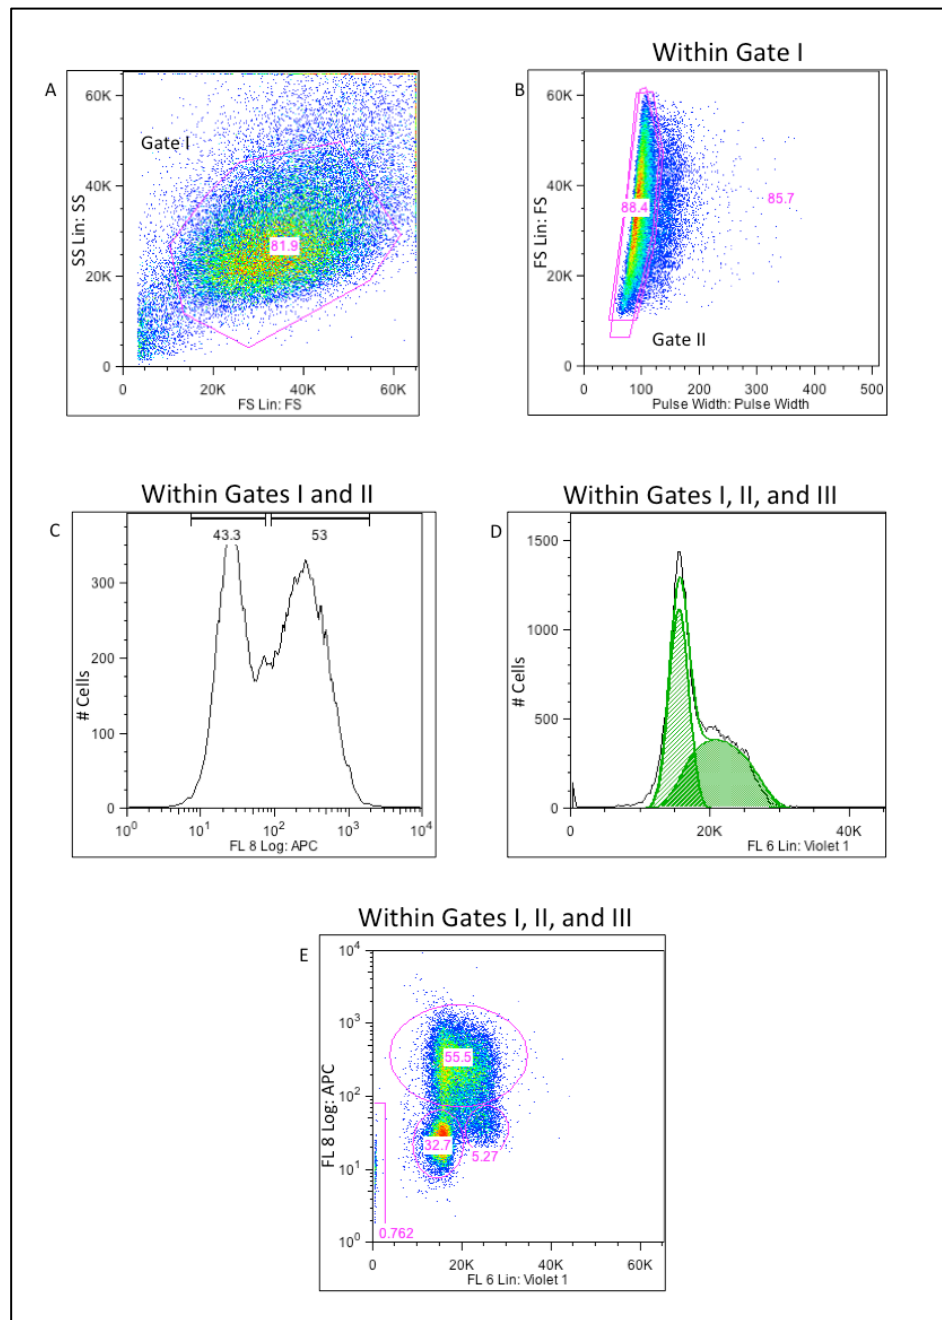 Within Gate I
A
60K
40K
20K
0
SS Lin: SS
Gate I
81.9
0 20K 40K 60K
FS Lin: FS
B
60K
40K
20K
0
FS Lin: FS
88.4
85.7
Gate II
0 100 200 300 400 500
Pulse Width: Pulse Width
Within Gates I and II
C
43.3 53
300
200
100
0
# Cells
10^0 10^1 10^2 10^3 10^4
FL 8 Log: APC
Within Gates I, II, and III
D
1500
1000
500
0
# Cells
0 20K 40K
FL 6 Lin: Violet 1
Within Gates I, II, and III
E
10^4
10^3
10^2
10^1
10^0
FL 8 Log: APC
55.5
32.7
5.27
0.762
0 20K 40K 60K
FL 6 Lin: Violet 1